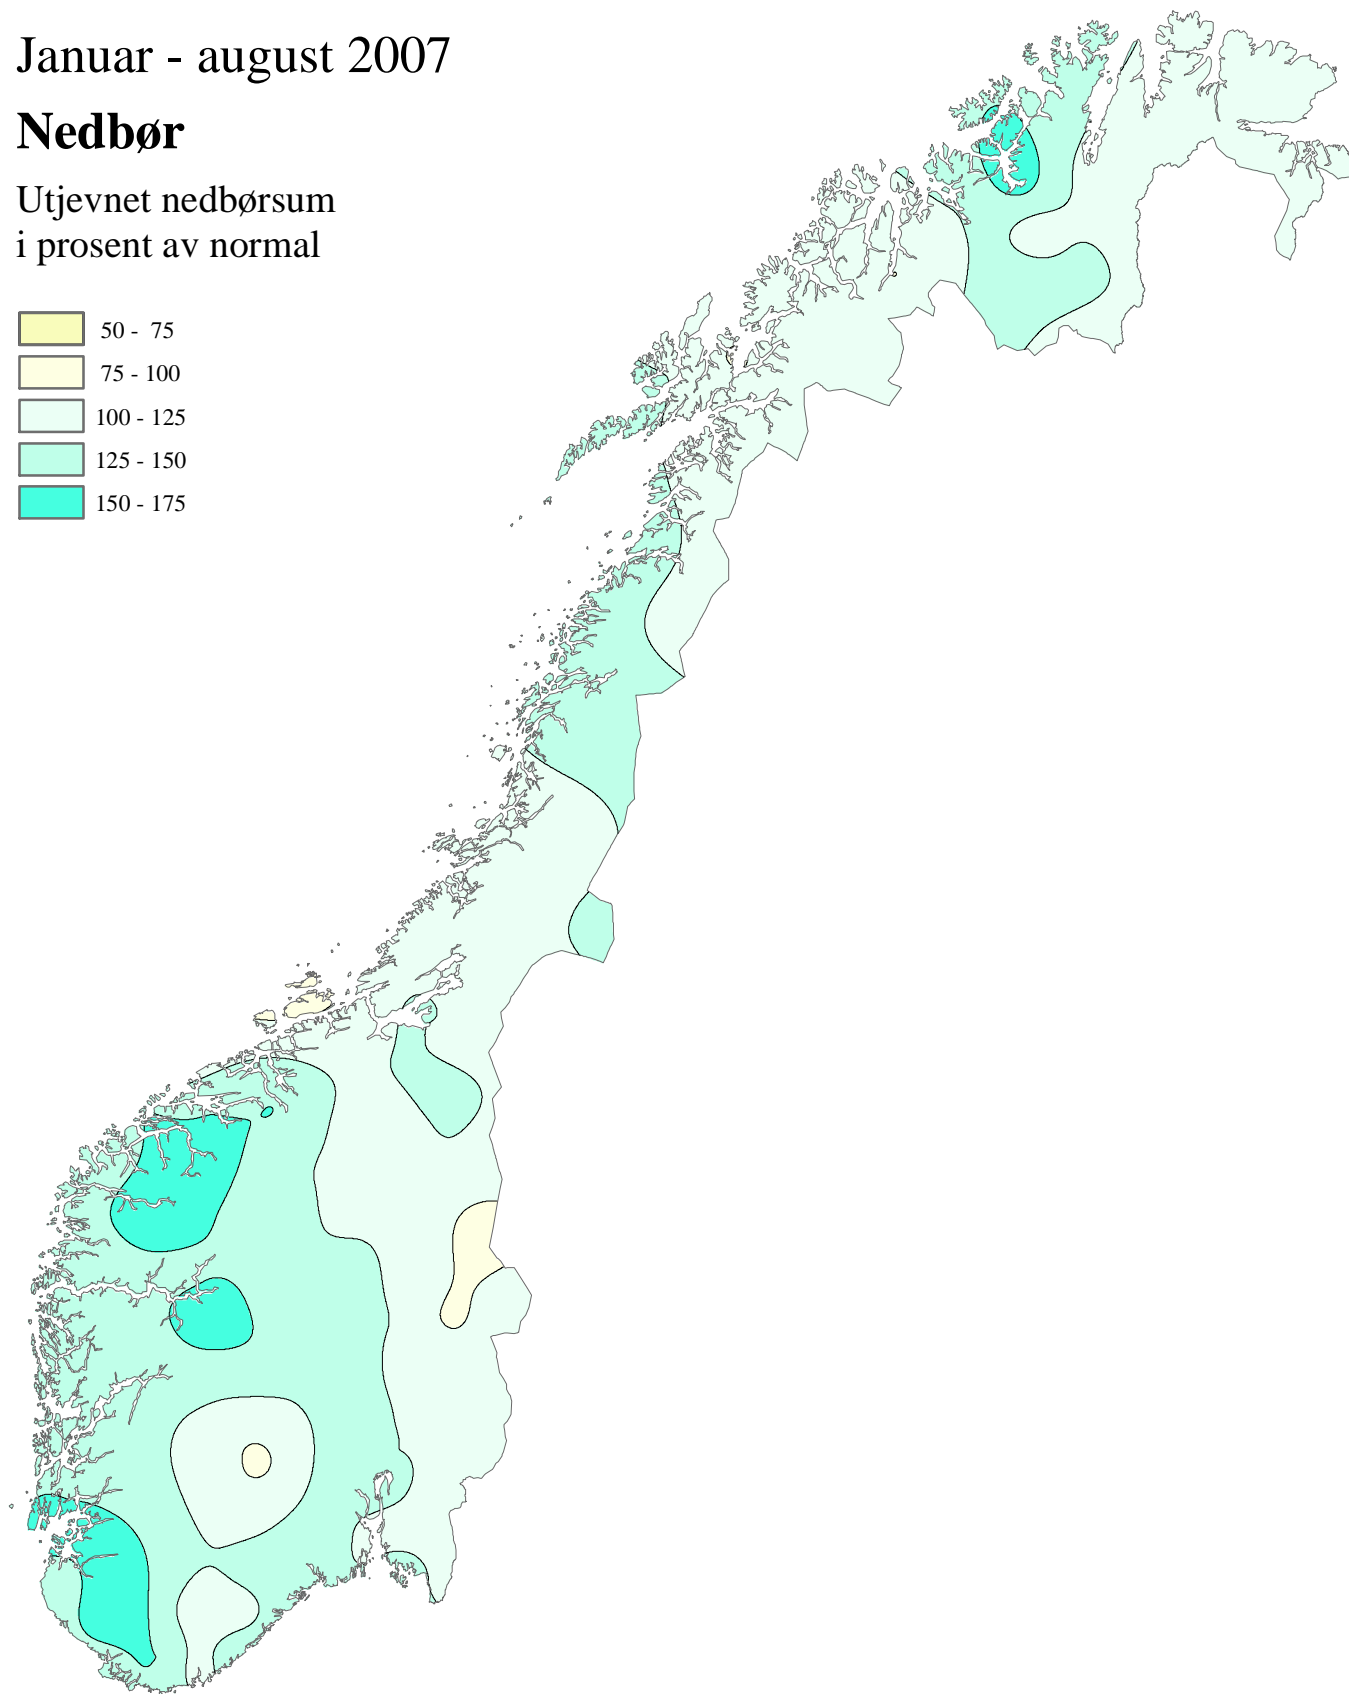 Januar - august 2007
Nedbør
Utjevnet nedbørsum
i prosent av normal
50 - 75
75 - 100
100 - 125
125 - 150
150 - 175